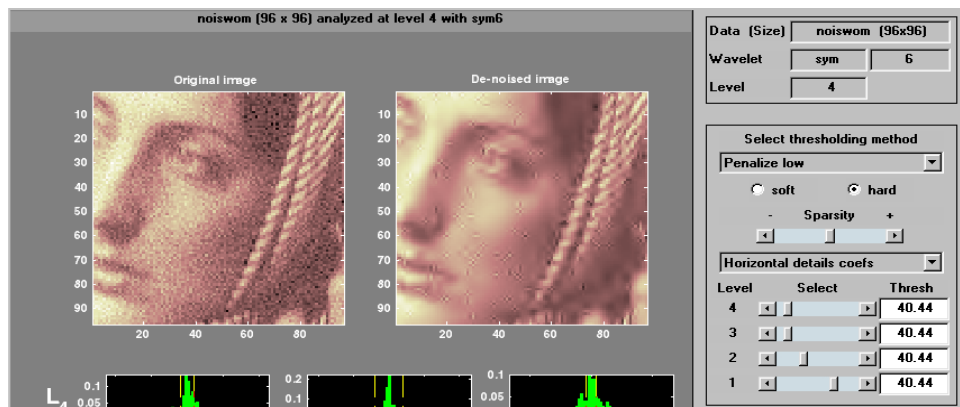 noiswom (96 x 96) analyzed at level 4 with sym6
Original image
De-noised image
10
20
30
40
50
60
70
80
90
20
40
60
80
10
20
30
40
50
60
70
80
90
20
40
60
80
L4
0.1
0.05
0.2
0.1
0.1
0.05
Data (Size)
noiswom (96x96)
Wavelet
sym
6
Level
4
Select thresholding method
Penalize low
soft
hard
- Sparsity +
Horizontal details coefs
Level Select Thresh
4 40.44
3 40.44
2 40.44
1 40.44